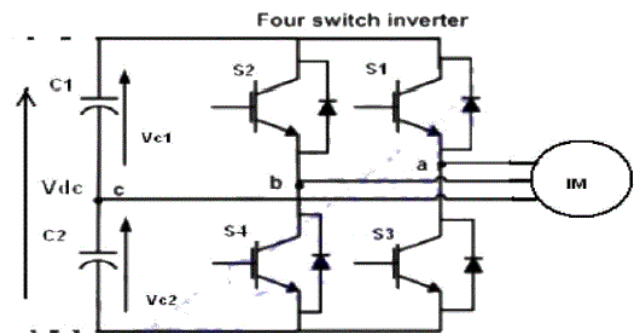 Four switch inverter
C1
S2
S1
Vc1
a
Vdc
c
b
IM
C2
S4
S3
Vc2